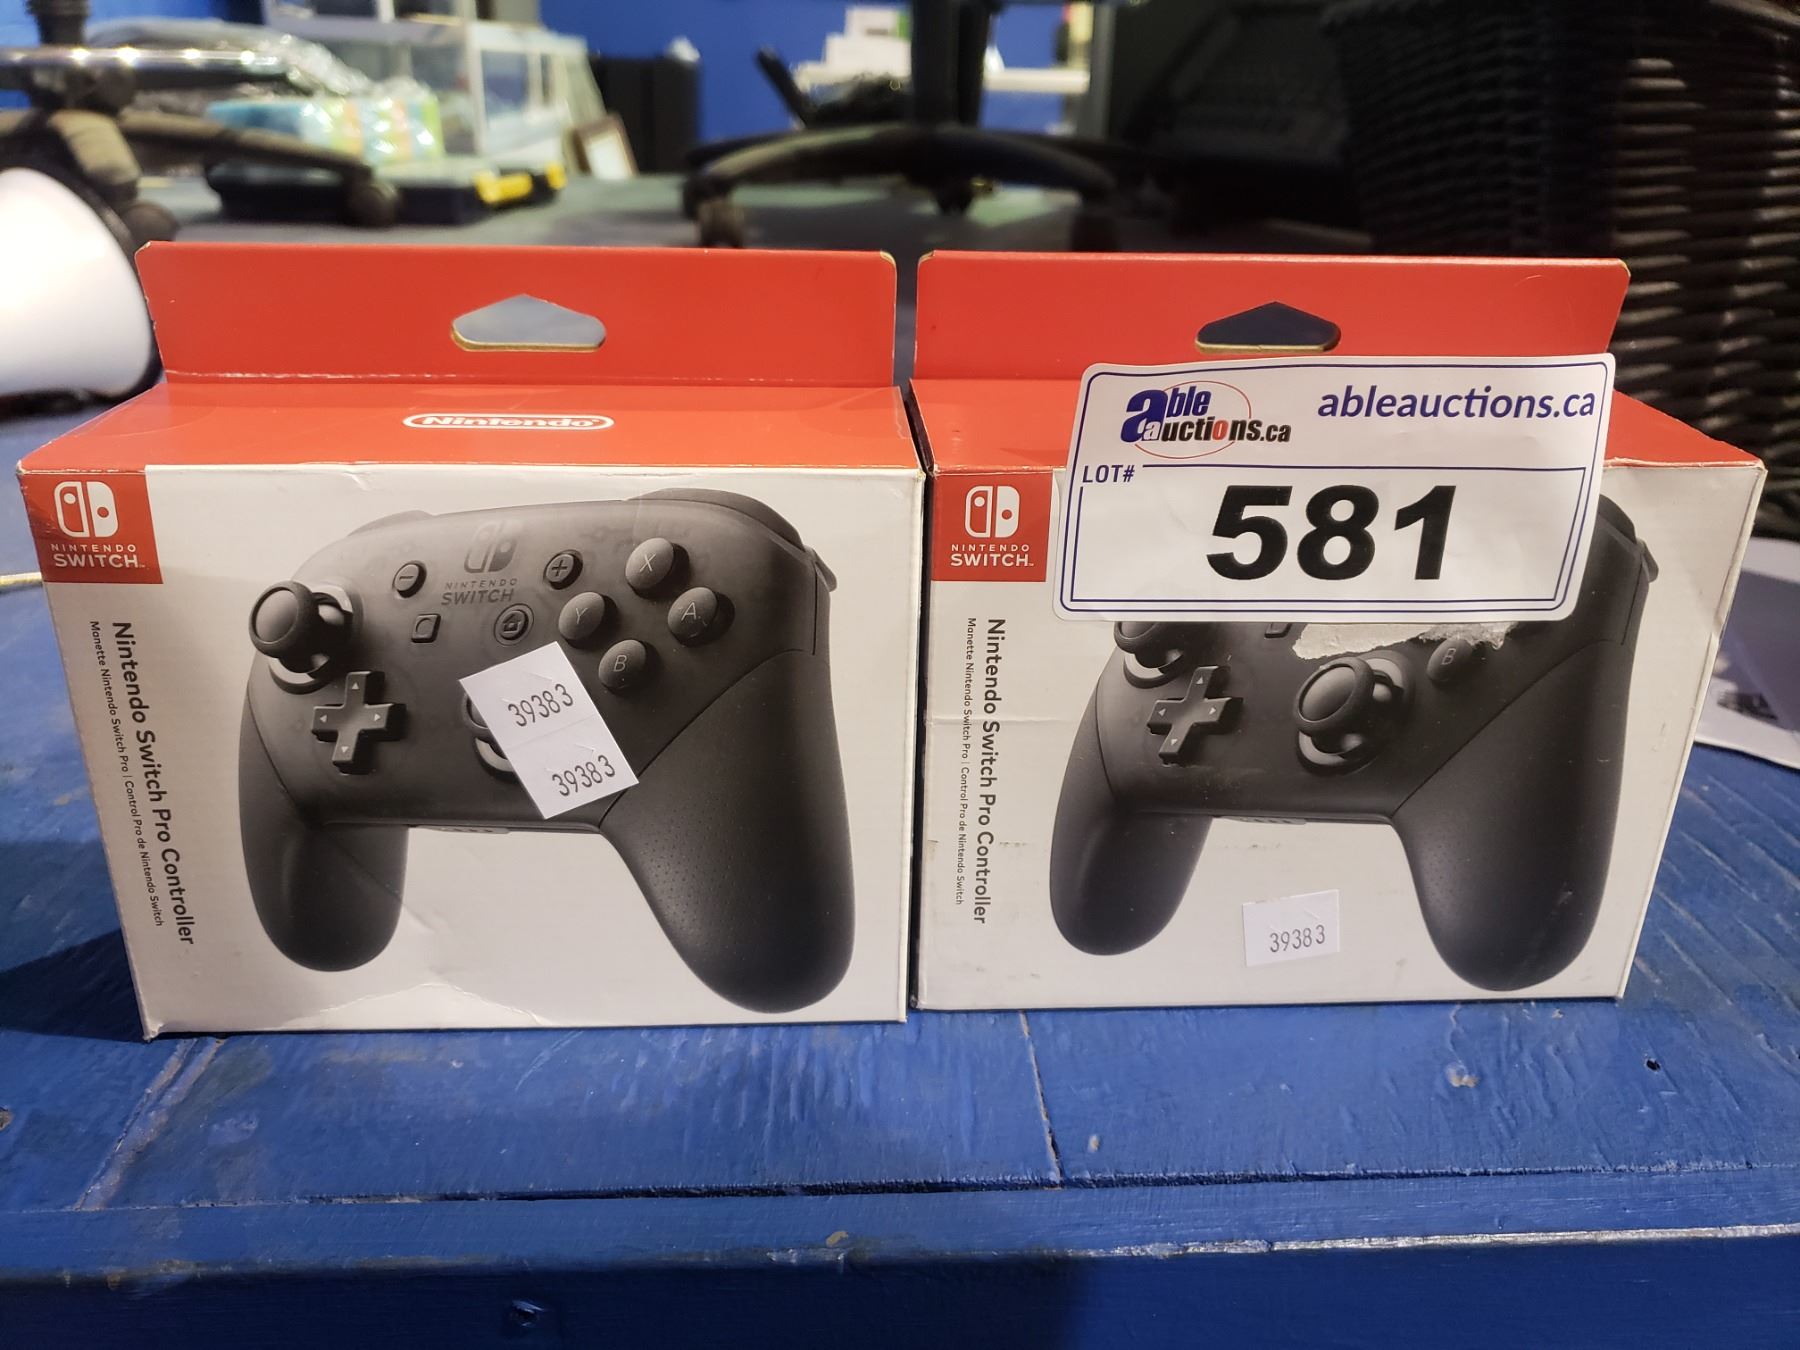 Nintendo
NINTENDO
SWITCH
Nintendo Switch Pro Controller
Manette Nintendo Switch Pro | Control Pro de Nintendo Switch
NINTENDO
SWITCH
X
Y
A
B
39383
39383
able
auctions.ca
ableauctions.ca
LOT#
581
NINTENDO
SWITCH
Nintendo Switch Pro Controller
Manette Nintendo Switch Pro | Control Pro de Nintendo Switch
B
39383